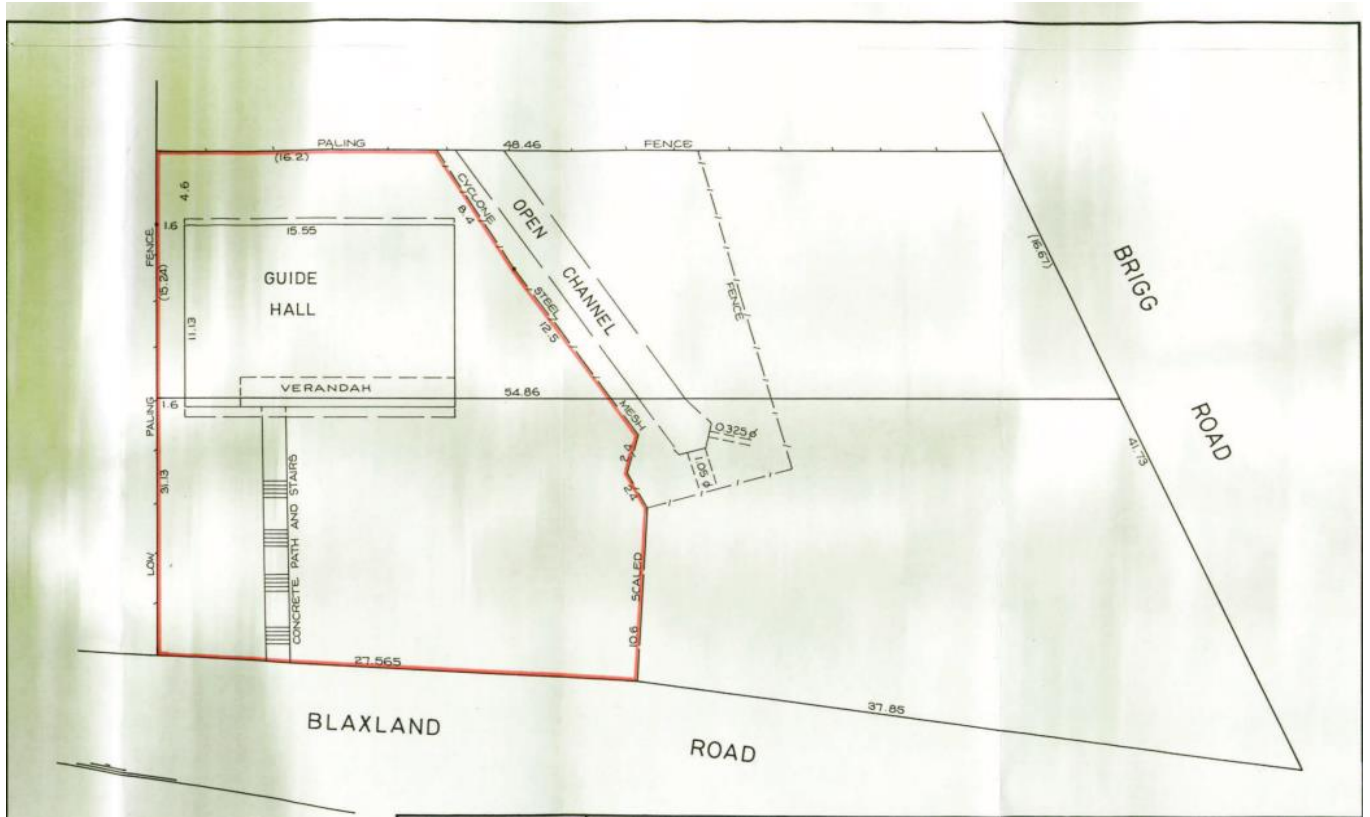 PALING 48.46 FENCE
(16.2)
4.6
1.6
15.55
CYCLONE
8.4
OPEN
CHANNEL
FENCE
(15.24)
GUIDE
HALL
11.13
STEEL
12.5
FENCE
(16.67)
BRIGG
ROAD
VERANDAH
54.86
1.6
PALING
MESH
0.325 ø
1.05 ø
2.4
2.4
41.73
31.13
LOW
CONCRETE PATH AND STAIRS
SCALED
10.6
27.565
37.85
BLAXLAND
ROAD